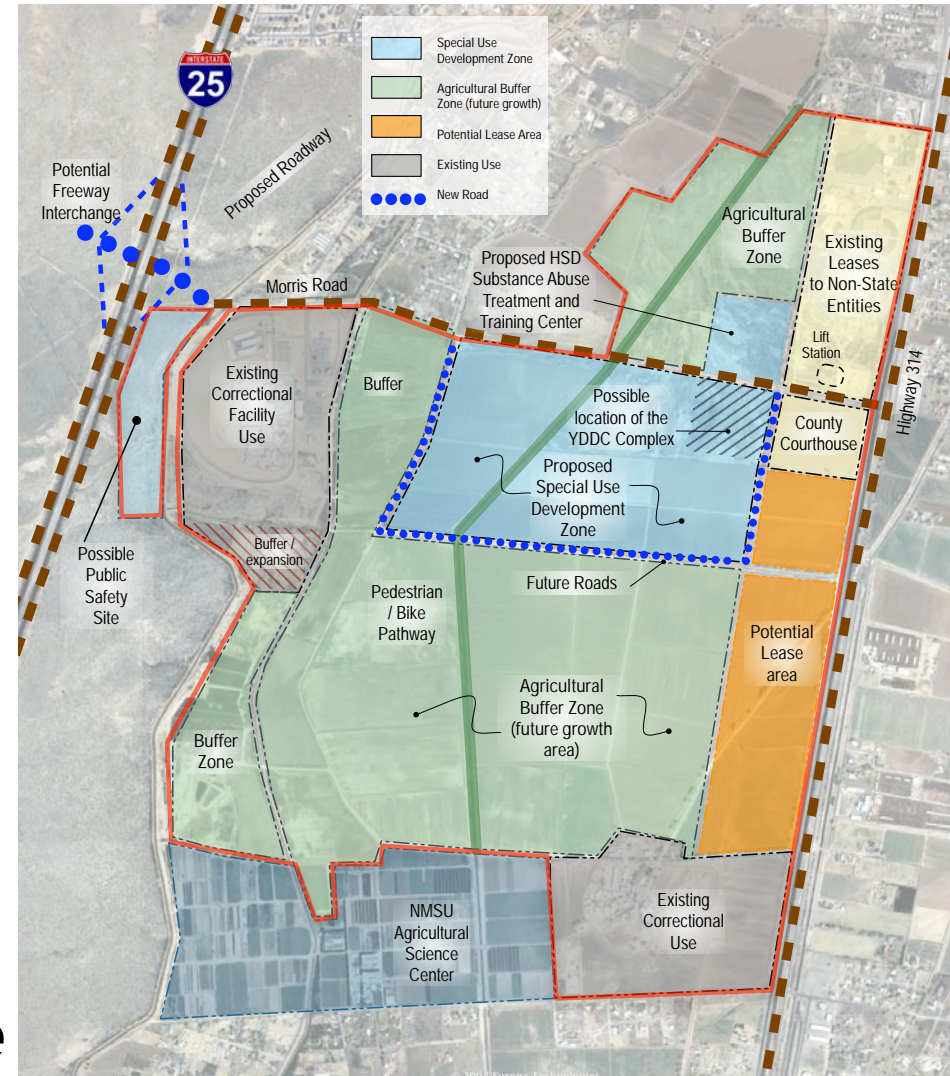 INTERSTATE
25
Special Use
Development Zone
Agricultural Buffer
Zone (future growth)
Potential Lease Area
Existing Use
New Road
Potential
Freeway
Interchange
Proposed Roadway
Morris Road
Proposed HSD
Substance Abuse
Treatment and
Training Center
Agricultural
Buffer
Zone
Existing
Leases
to Non-State
Entities
Lift
Station
Highway 314
Existing
Correctional
Facility
Use
Buffer
Possible
location of the
YDDC Complex
County
Courthouse
Proposed
Special Use
Development
Zone
Buffer /
expansion
Possible
Public
Safety
Site
Pedestrian
/ Bike
Pathway
Future Roads
Potential
Lease
area
Agricultural
Buffer Zone
(future growth
area)
Buffer
Zone
NMSU
Agricultural
Science
Center
Existing
Correctional
Use
e